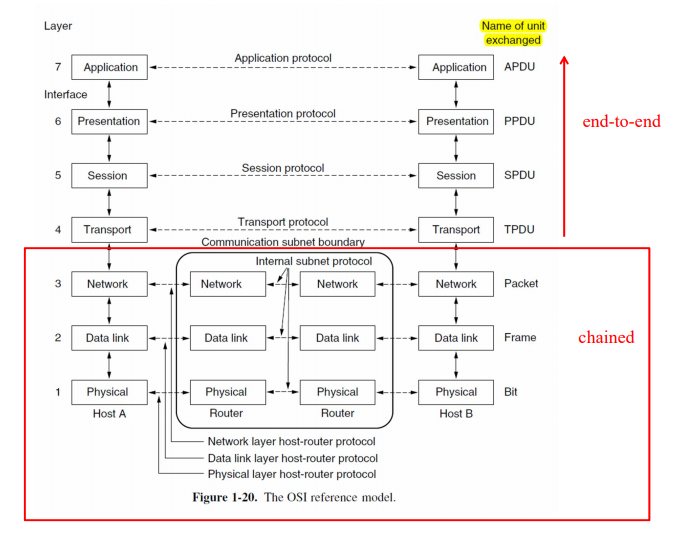 Layer
Name of unit
exchanged
7 Application Application protocol Application APDU
Interface
6 Presentation Presentation protocol Presentation PPDU
end-to-end
5 Session Session protocol Session SPDU
4 Transport Transport protocol Transport TPDU
Communication subnet boundary
Internal subnet protocol
3 Network Network Network Network Packet
2 Data link Data link Data link Data link Frame
chained
1 Physical Physical Physical Physical Bit
Host A Router Router Host B
Network layer host-router protocol
Data link layer host-router protocol
Physical layer host-router protocol
Figure 1-20. The OSI reference model.